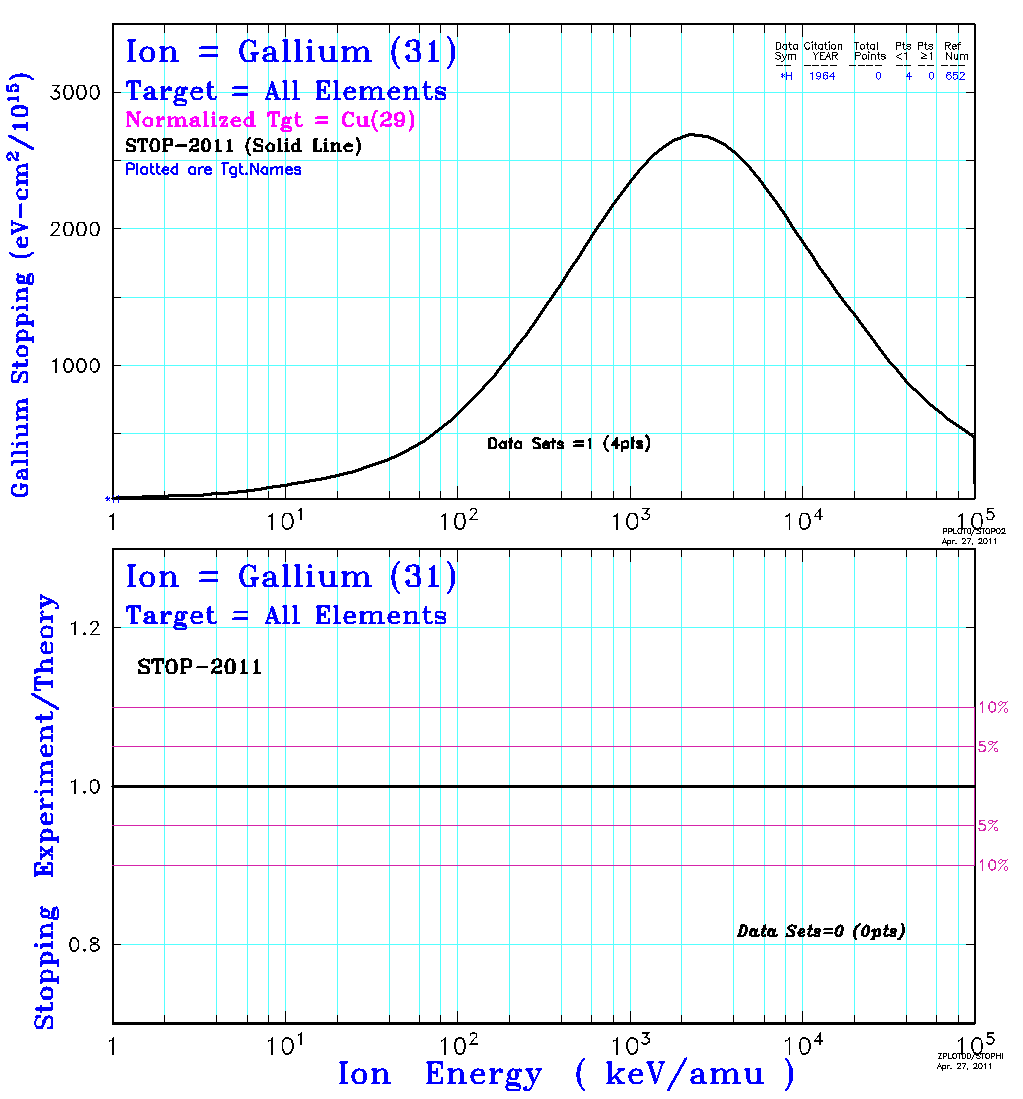 Ion = Gallium (31)
Target = All Elements
Normalized Tgt = Cu(29)
STOP-2011 (Solid Line)
Plotted are Tgt.Names
Data Citation Total Pts Pts Ref
Sym YEAR Points <1 ≥1 Num
*H 1964 0 4 0 652
Gallium Stopping (eV-cm²/10¹⁵)
3000
2000
1000
Data Sets =1 (4pts)
1 10¹ 10² 10³ 10⁴ 10⁵
PPLOT0/STOP02
Apr. 27, 2011
Ion = Gallium (31)
Target = All Elements
STOP-2011
Stopping Experiment/Theory
1.2
1.0
0.8
10%
5%
5%
10%
Data Sets=0 (0pts)
1 10¹ 10² 10³ 10⁴ 10⁵
Ion Energy ( keV/amu )
Apr. 27, 2011